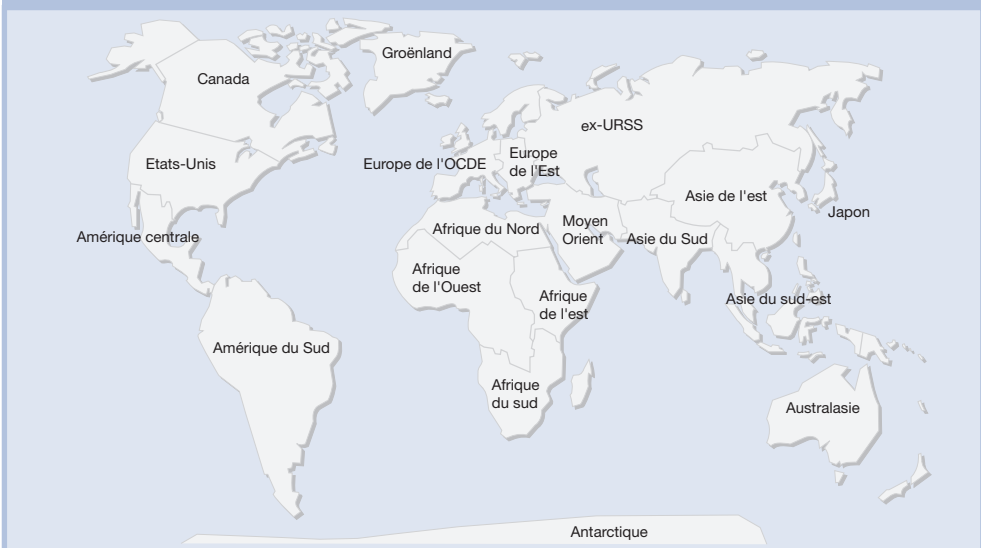 Groënland
Canada
ex-URSS
Europe de l'OCDE
Europe
de l'Est
Etats-Unis
Asie de l'est
Japon
Moyen
Orient
Afrique du Nord
Amérique centrale
Asie du Sud
Afrique
de l'Ouest
Afrique
de l'est
Asie du sud-est
Amérique du Sud
Afrique
du sud
Australasie
Antarctique